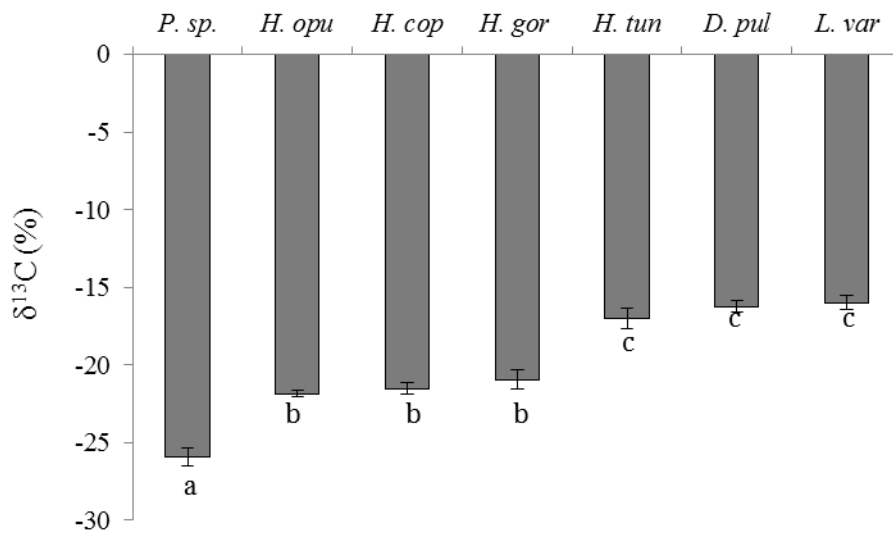 P. sp. H. opu H. cop H. gor H. tun D. pul L. var
0
-5
-10
-15
-20
-25
-30
δ¹³C (%)
a
b b b
c c c